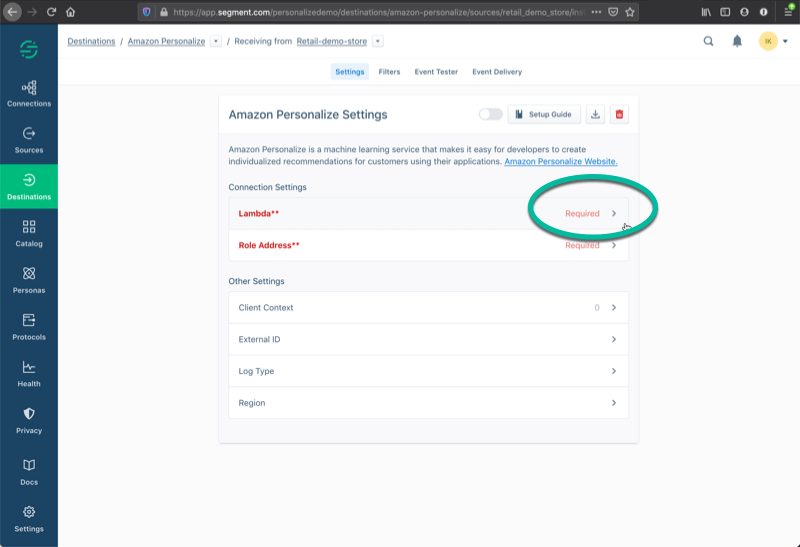 https://app.segment.com/personalizedemo/destinations/amazon-personalize/sources/retail_demo_store/inst
Destinations / Amazon Personalize / Receiving from Retail-demo-store
IK
Settings Filters Event Tester Event Delivery
Connections
Sources
Destinations
Catalog
Personas
Protocols
Health
Privacy
Docs
Settings
Amazon Personalize Settings
Setup Guide
Amazon Personalize is a machine learning service that makes it easy for developers to create
individualized recommendations for customers using their applications. Amazon Personalize Website.
Connection Settings
Lambda** Required
Role Address** Required
Other Settings
Client Context 0
External ID
Log Type
Region